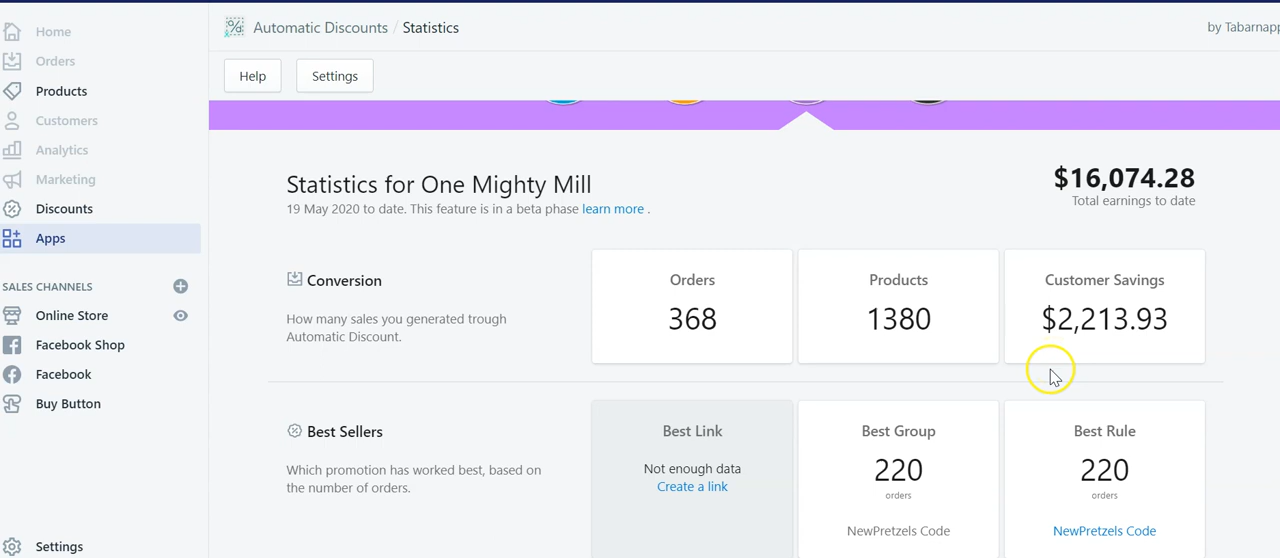 Home
Orders
Products
Customers
Analytics
Marketing
Discounts
Apps
SALES CHANNELS
Online Store
Facebook Shop
Facebook
Buy Button
Settings
Automatic Discounts / Statistics
by Tabarnapp
Help
Settings
Statistics for One Mighty Mill
19 May 2020 to date. This feature is in a beta phase learn more .
$16,074.28
Total earnings to date
Conversion
How many sales you generated trough
Automatic Discount.
Orders
368
Products
1380
Customer Savings
$2,213.93
Best Sellers
Which promotion has worked best, based on
the number of orders.
Best Link
Not enough data
Create a link
Best Group
220
orders
NewPretzels Code
Best Rule
220
orders
NewPretzels Code